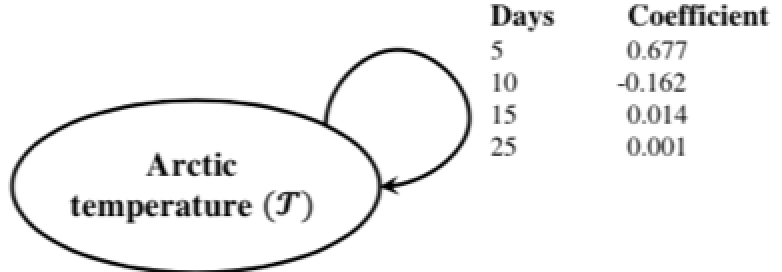 Days Coefficient
5 0.677
10 -0.162
15 0.014
25 0.001
Arctic
temperature (𝒯)